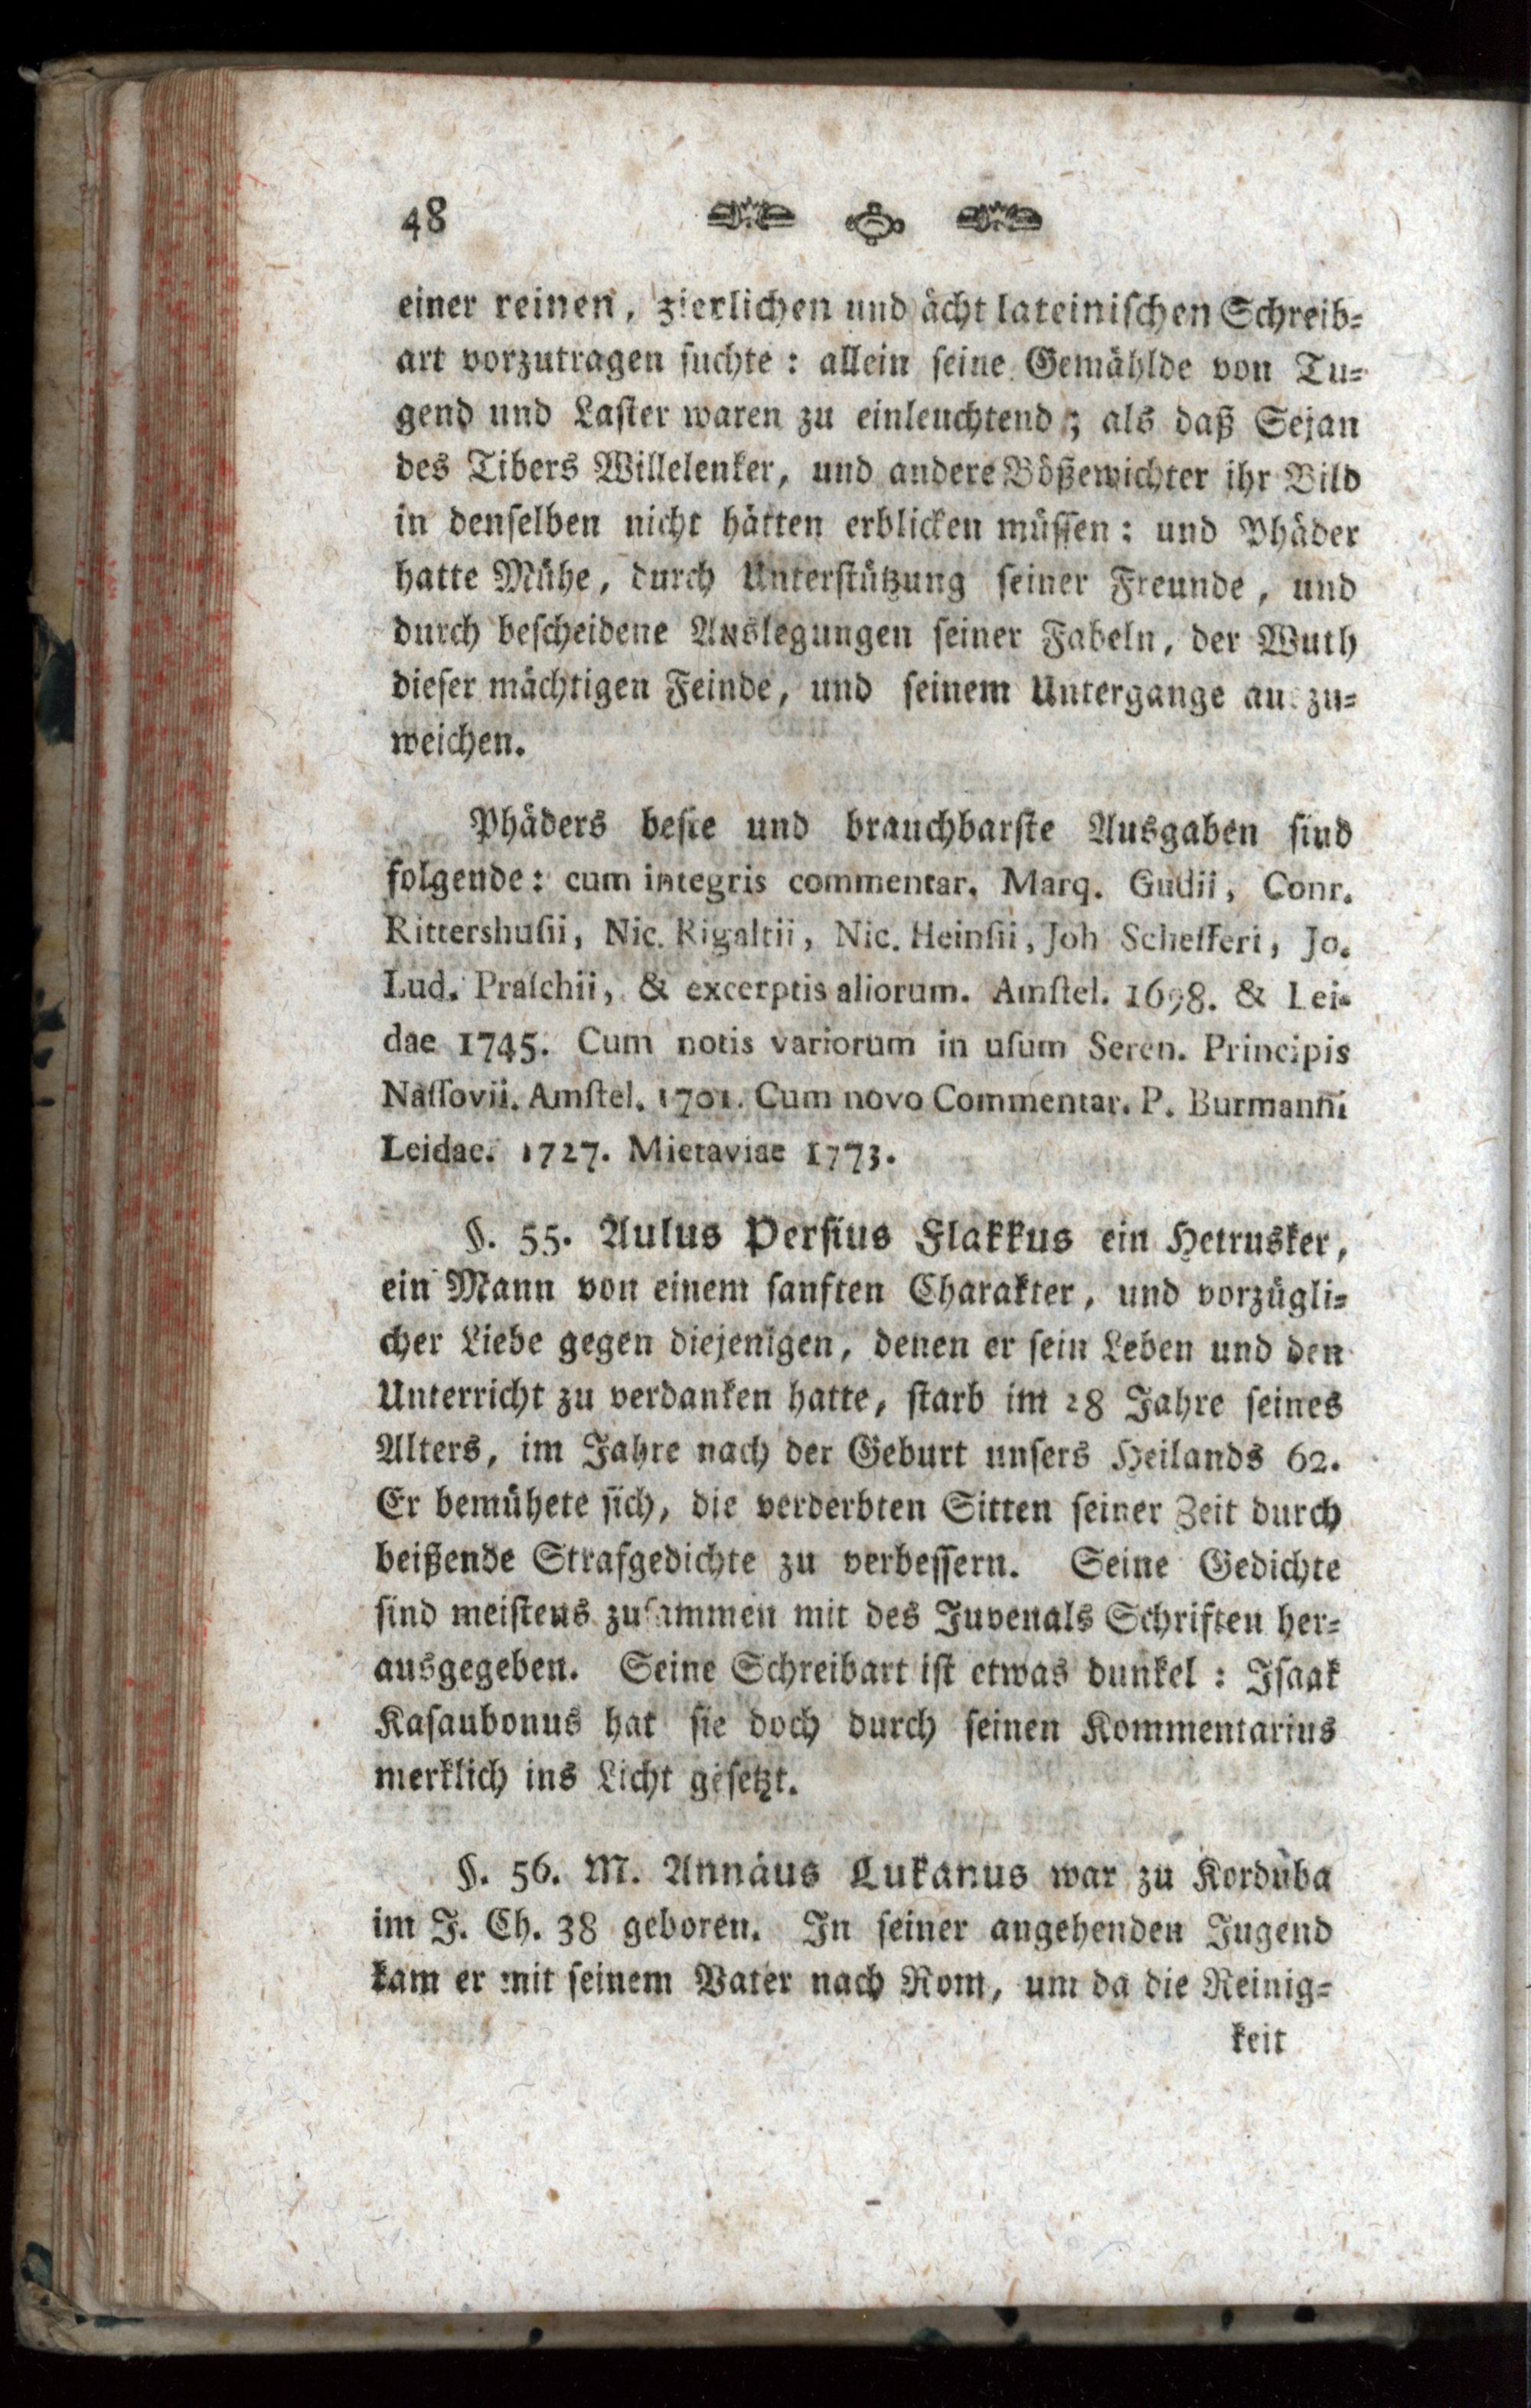 48
einer reinen, zierlichen und ächt lateinischen Schreib=
art vorzutragen suchte: allein seine Gemählde von Tu=
gend und Laster waren zu einleuchtend; als daß Sejan
des Tibers Willelenker, und andere Bößewichter ihr Bild
in denselben nicht hätten erblicken müssen: und Phäder
hatte Mühe, durch Unterstützung seiner Freunde, und
durch bescheidene Auslegungen seiner Fabeln, der Wuth
dieser mächtigen Feinde, und seinem Untergange auszu=
weichen.
Phäders beste und brauchbarste Ausgaben sind
folgende: cum integris commentar. Marq. Gudii, Conr.
Rittershuſii, Nic. Rigaltii, Nic. Heinſii, Joh Schefferi, Jo.
Lud. Praſchii, & excerptis aliorum. Amſtel. 1698. & Lei-
dae 1745. Cum notis variorum in uſum Seren. Principis
Naſſovii. Amſtel. 1701. Cum novo Commentar. P. Burmanni
Leidae. 1727. Mietaviae 1773.
§. 55. Aulus Persius Flakkus ein Hetrusker,
ein Mann von einem sanften Charakter, und vorzügli=
cher Liebe gegen diejenigen, denen er sein Leben und den
Unterricht zu verdanken hatte, starb im 28 Jahre seines
Alters, im Jahre nach der Geburt unsers Heilands 62.
Er bemühete sich, die verderbten Sitten seiner Zeit durch
beißende Strafgedichte zu verbessern. Seine Gedichte
sind meistens zusammen mit des Juvenals Schriften her=
ausgegeben. Seine Schreibart ist etwas dunkel: Isaak
Kasaubonus hat sie doch durch seinen Kommentarius
merklich ins Licht gesetzt.
§. 56. M. Annäus Lukanus war zu Korduba
im J. Ch. 38 geboren. In seiner angehenden Jugend
kam er mit seinem Vater nach Rom, um da die Reinig=
keit